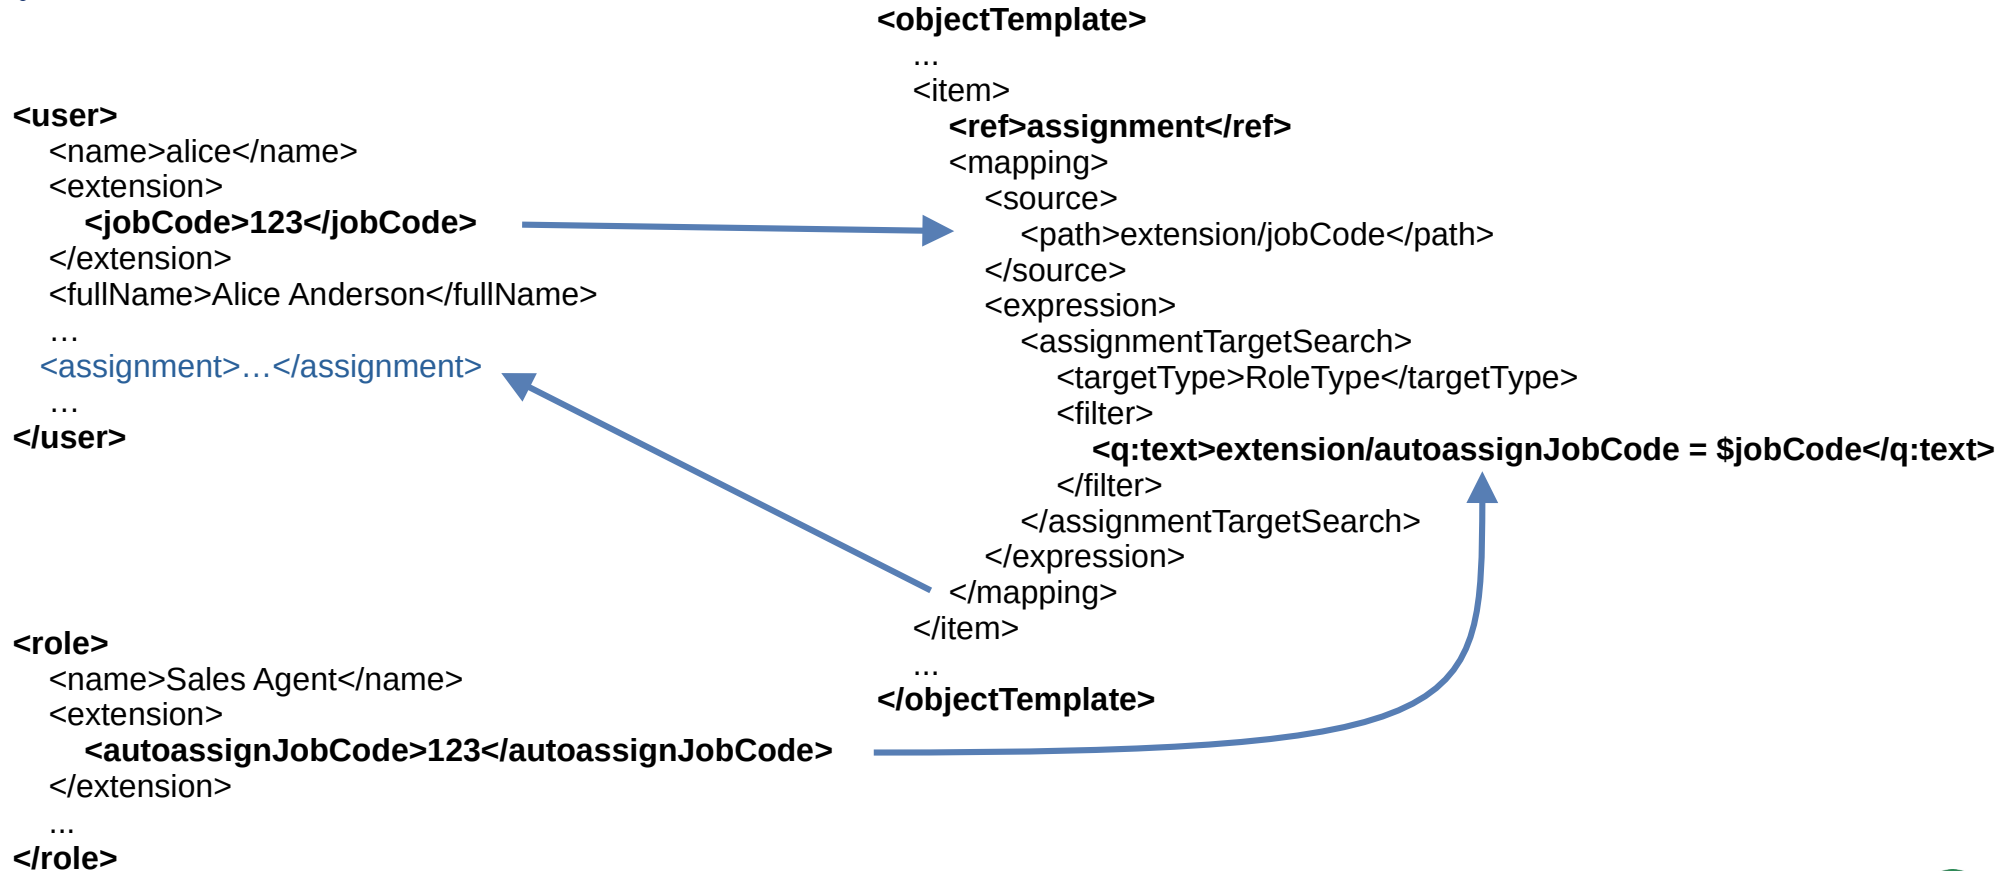 <user>
<name>alice</name>
<extension>
<jobCode>123</jobCode>
</extension>
<fullName>Alice Anderson</fullName>
…
<assignment>…</assignment>
…
</user>
<role>
<name>Sales Agent</name>
<extension>
<autoassignJobCode>123</autoassignJobCode>
</extension>
...
</role>
<objectTemplate>
...
<item>
<ref>assignment</ref>
<mapping>
<source>
<path>extension/jobCode</path>
</source>
<expression>
<assignmentTargetSearch>
<targetType>RoleType</targetType>
<filter>
<q:text>extension/autoassignJobCode = $jobCode</q:text>
</filter>
</assignmentTargetSearch>
</expression>
</mapping>
</item>
...
</objectTemplate>